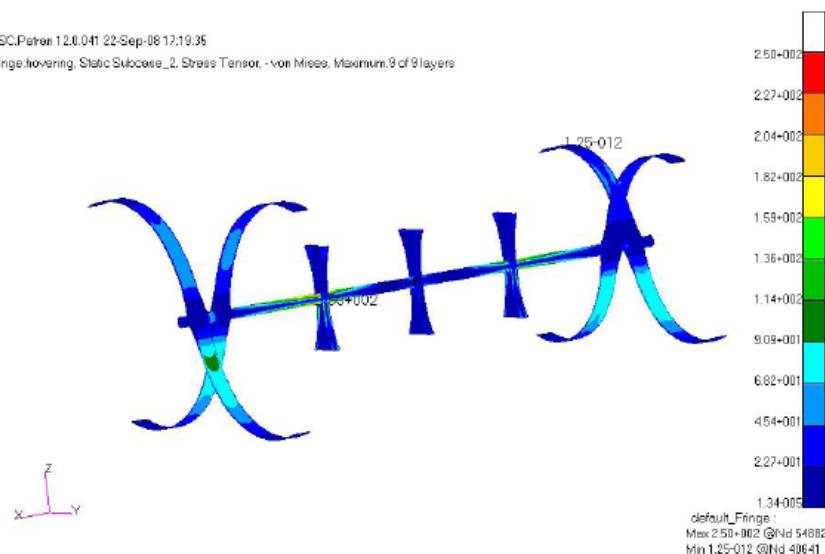 SC.Patran 12.0.041 22-Sep-08 17:19:35
inge:hovering, Static Subcase_2, Stress Tensor, - von Mises, Maximum,9 of 9 layers
2.50+002
2.27+002
2.04+002
1.25-012
1.82+002
1.59+002
1.36+002
1.14+002
+002
9.09+001
6.82+001
4.54+001
2.27+001
1.34-005
Z
X
Y
default_Fringe :
Max 2.50+002 @Nd 54882
Min 1.25-012 @Nd 40641